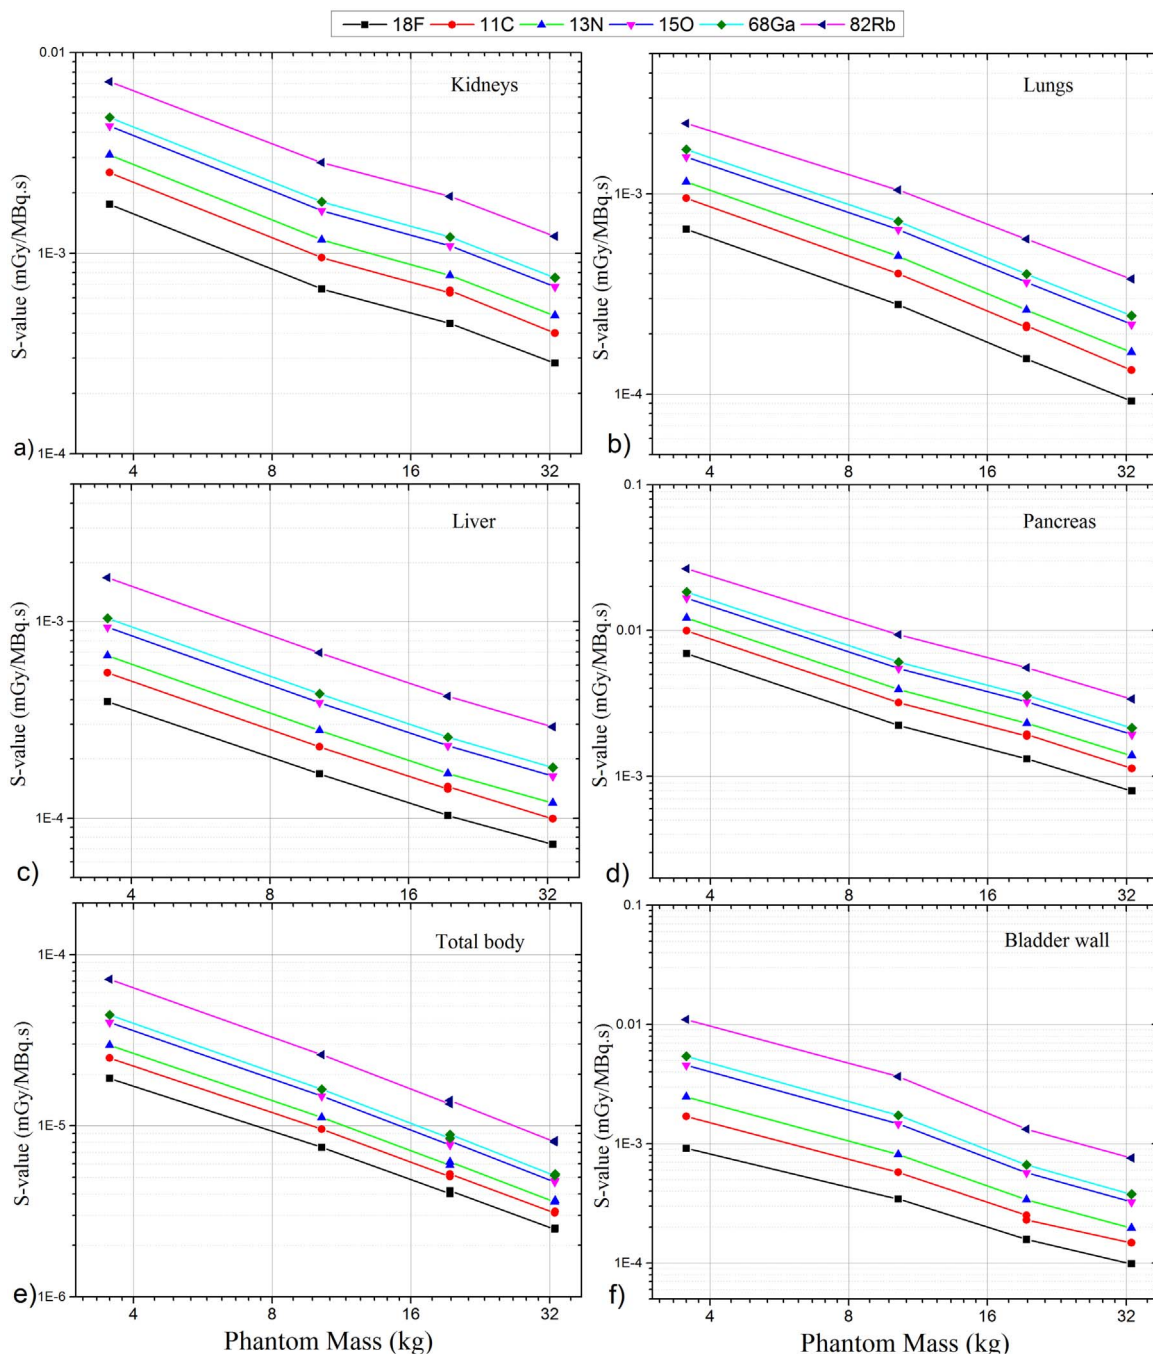 18F 11C 13N 15O 68Ga 82Rb
0.01
1E-3
1E-4
S-value (mGy/MBq.s)
Kidneys
a)
4 8 16 32
1E-3
1E-4
S-value (mGy/MBq.s)
Lungs
b)
4 8 16 32
1E-3
1E-4
S-value (mGy/MBq.s)
Liver
c)
4 8 16 32
0.1
0.01
1E-3
S-value (mGy/MBq.s)
Pancreas
d)
4 8 16 32
1E-4
1E-5
1E-6
S-value (mGy/MBq.s)
Total body
e)
4 8 16 32
Phantom Mass (kg)
0.1
0.01
1E-3
1E-4
S-value (mGy/MBq.s)
Bladder wall
f)
4 8 16 32
Phantom Mass (kg)